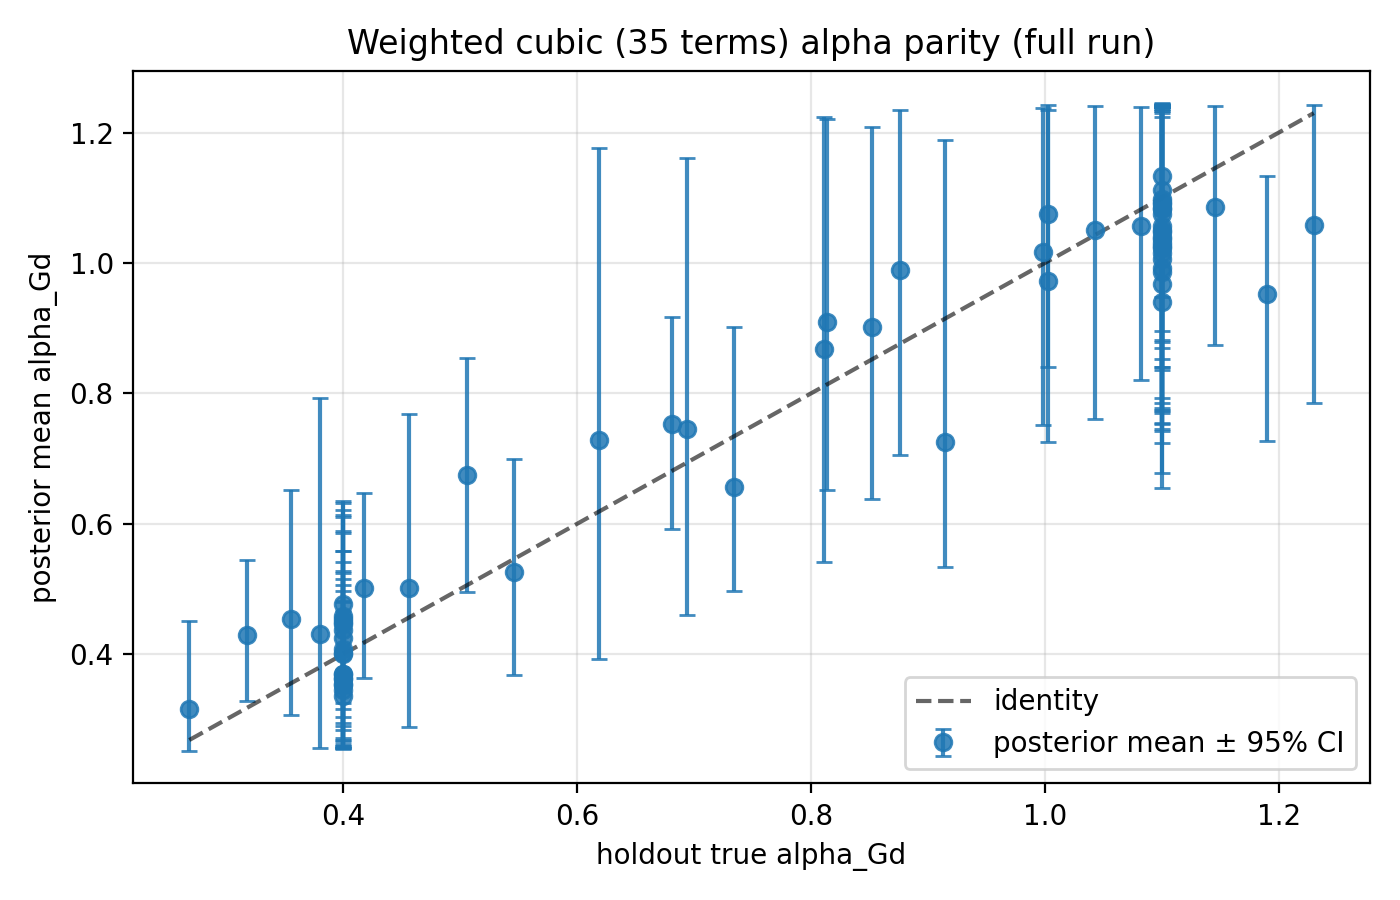 Weighted cubic (35 terms) alpha parity (full run)
posterior mean alpha_Gd
1.2
1.0
0.8
0.6
0.4
0.4
0.6
0.8
1.0
1.2
holdout true alpha_Gd
identity
posterior mean ± 95% CI